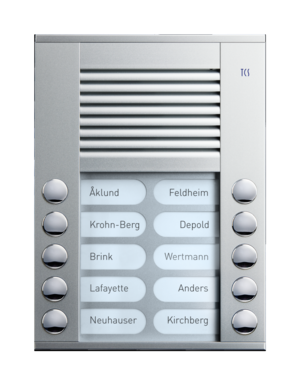 TCS
Åklund Feldheim
Krohn-Berg Depold
Brink Wertmann
Lafayette Anders
Neuhauser Kirchberg